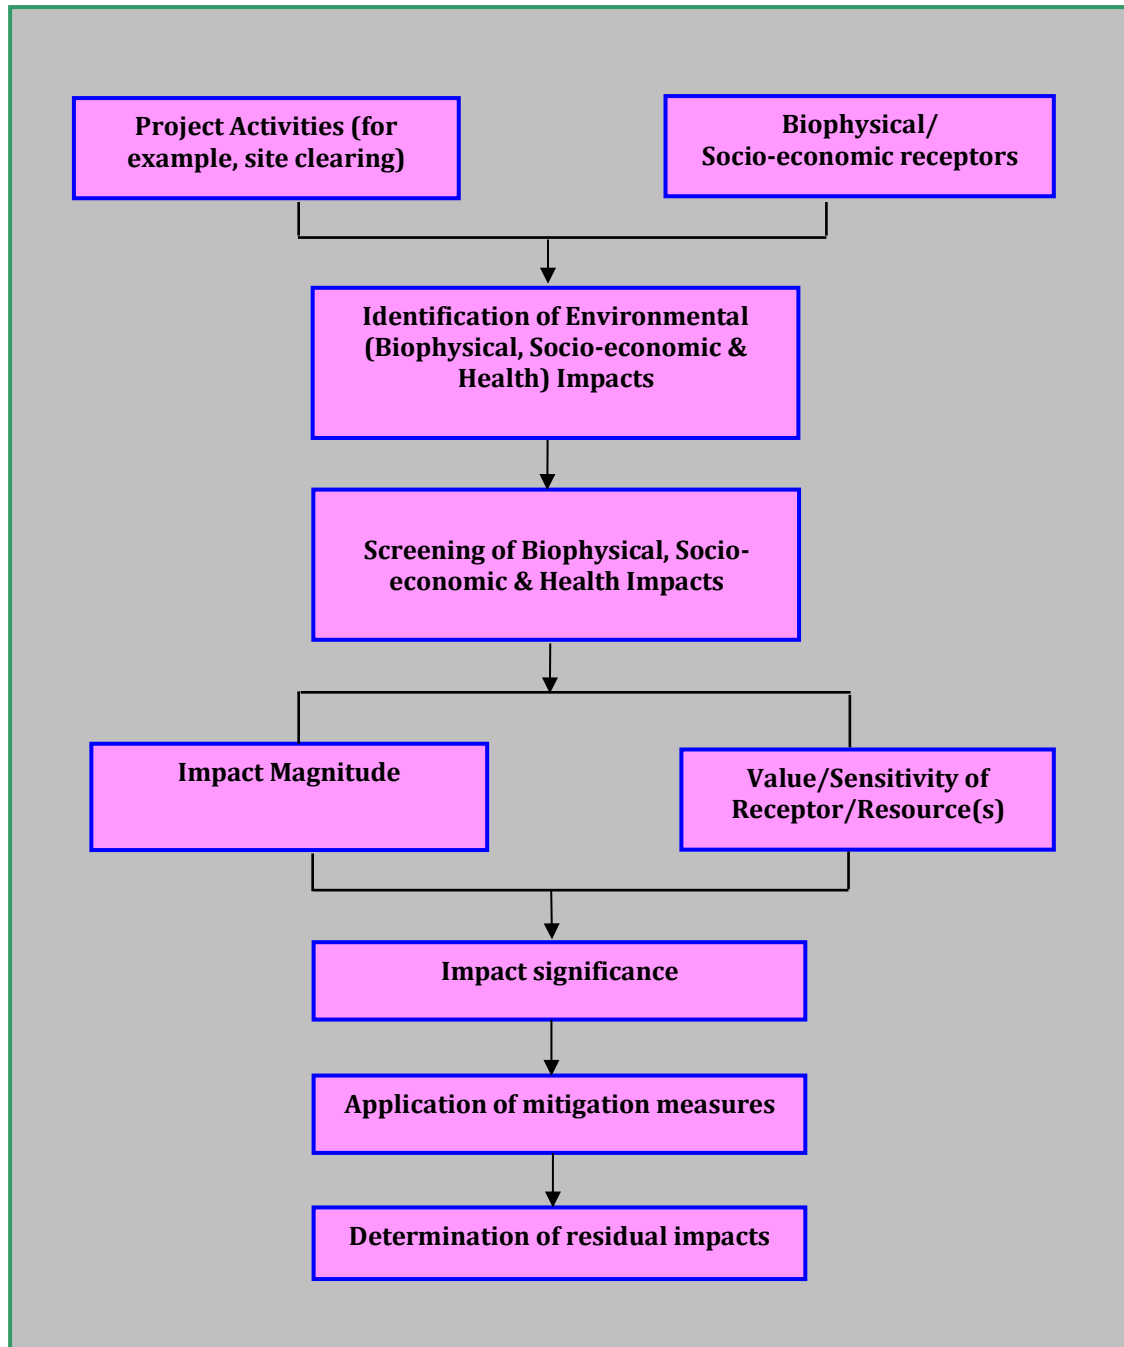 Project Activities (for
example, site clearing)
Biophysical/
Socio-economic receptors
Identification of Environmental
(Biophysical, Socio-economic &
Health) Impacts
Screening of Biophysical, Socio-
economic & Health Impacts
Impact Magnitude
Value/Sensitivity of
Receptor/Resource(s)
Impact significance
Application of mitigation measures
Determination of residual impacts